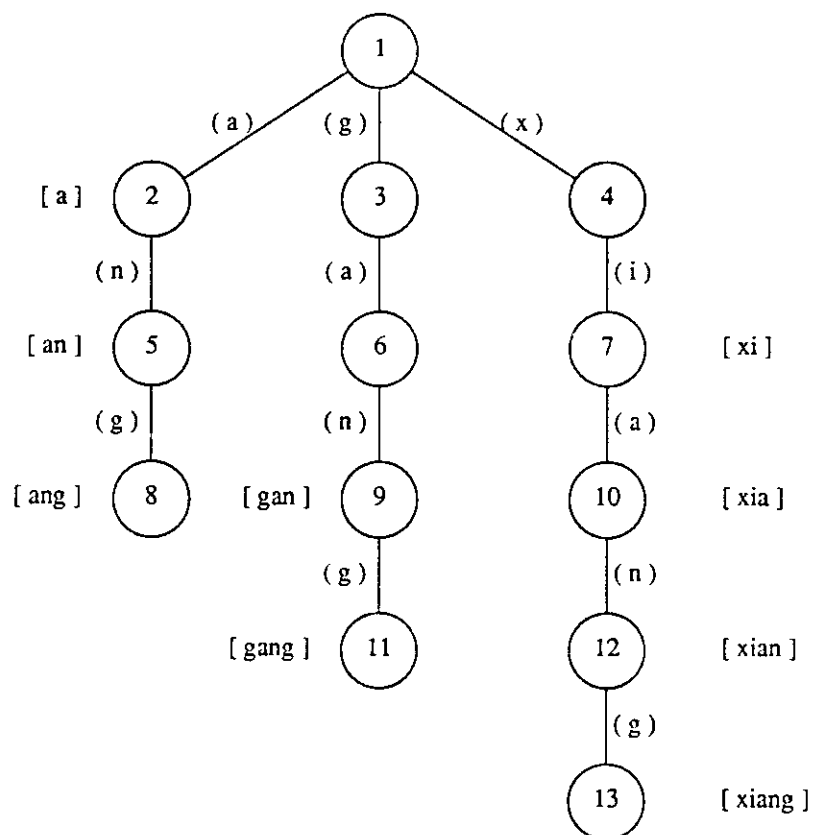 1
( a ) ( g ) ( x )
[ a ] 2 3 4
( n ) ( a ) ( i )
[ an ] 5 6 7 [ xi ]
( g ) ( n ) ( a )
[ ang ] 8 [ gan ] 9 10 [ xia ]
( g ) ( n )
[ gang ] 11 12 [ xian ]
( g )
13 [ xiang ]